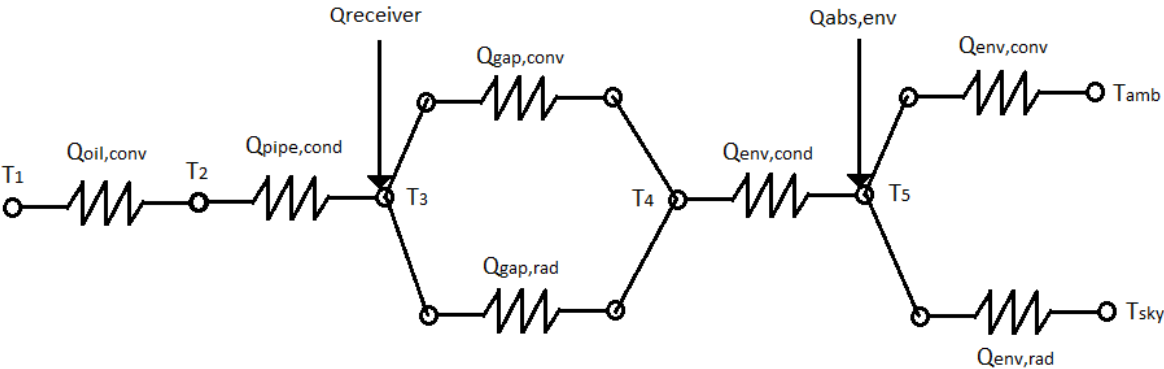 Qreceiver
Qabs,env
Qgap,conv
Qenv,conv
Tamb
Qoil,conv
Qpipe,cond
Qenv,cond
T1
T2
T3
T4
T5
Qgap,rad
Tsky
Qenv,rad